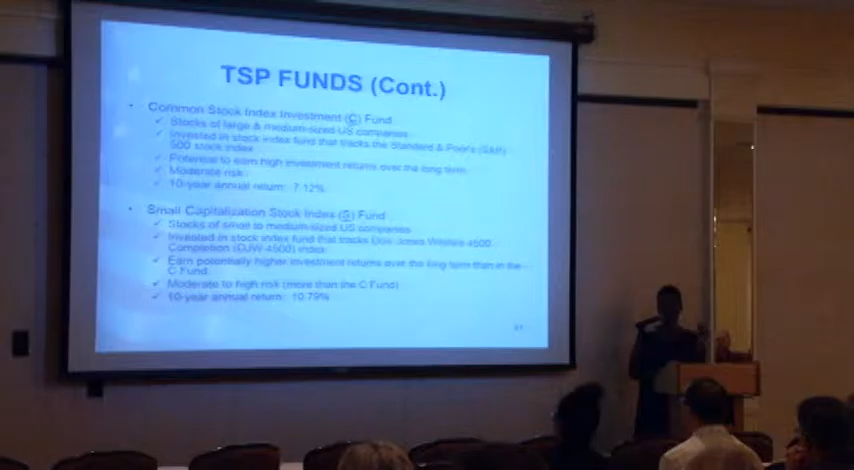 TSP FUNDS (Cont.)
• Common Stock Index Investment (C) Fund
✓ Stocks of large & medium-sized US companies
✓ Invested in stock index fund that tracks the Standard & Poor's (S&P)
500 stock index
✓ Potential to earn high investment returns over the long term
✓ Moderate risk
✓ 10-year annual return: 7.12%
• Small Capitalization Stock Index (S) Fund
✓ Stocks of small to medium-sized US companies
✓ Invested in stock index fund that tracks Dow Jones Wilshire 4500
Completion (DJW 4500) index
✓ Earn potentially higher investment returns over the long term than in the
C Fund
✓ Moderate to high risk (more than the C Fund)
✓ 10-year annual return: 10.79%